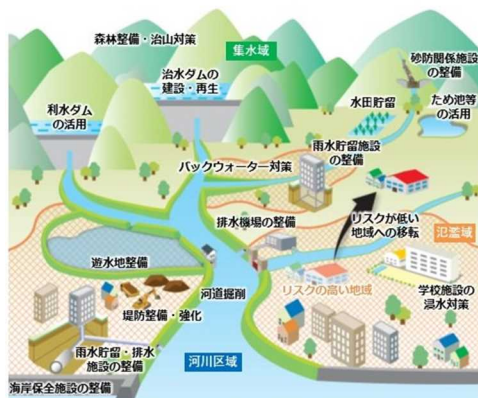 森林整備・治山対策
集水域
砂防関係施設
の整備
治水ダムの
建設・再生
水田貯留
ため池等
の活用
利水ダム
の活用
雨水貯留施設
の整備
バックウォーター対策
リスクが低い
地域への移転
排水機場の整備
氾濫域
遊水地整備
学校施設の
浸水対策
リスクの高い地域
河道掘削
堤防整備・強化
雨水貯留・排水
施設の整備
河川区域
海岸保全施設の整備